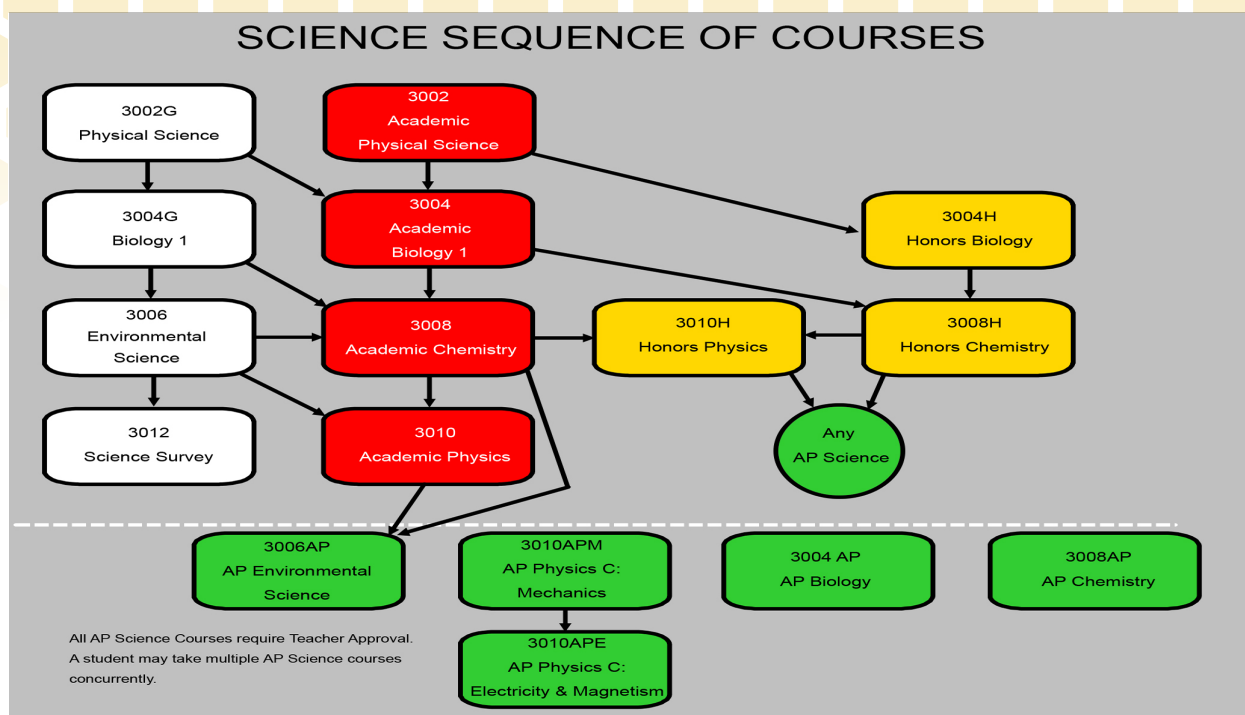 SCIENCE SEQUENCE OF COURSES
3002G
Physical Science
3002
Academic
Physical Science
3004G
Biology 1
3004
Academic
Biology 1
3004H
Honors Biology
3006
Environmental
Science
3008
Academic Chemistry
3010H
Honors Physics
3008H
Honors Chemistry
3012
Science Survey
3010
Academic Physics
Any
AP Science
3006AP
AP Environmental
Science
3010APM
AP Physics C:
Mechanics
3004 AP
AP Biology
3008AP
AP Chemistry
All AP Science Courses require Teacher Approval.
A student may take multiple AP Science courses
concurrently.
3010APE
AP Physics C:
Electricity & Magnetism